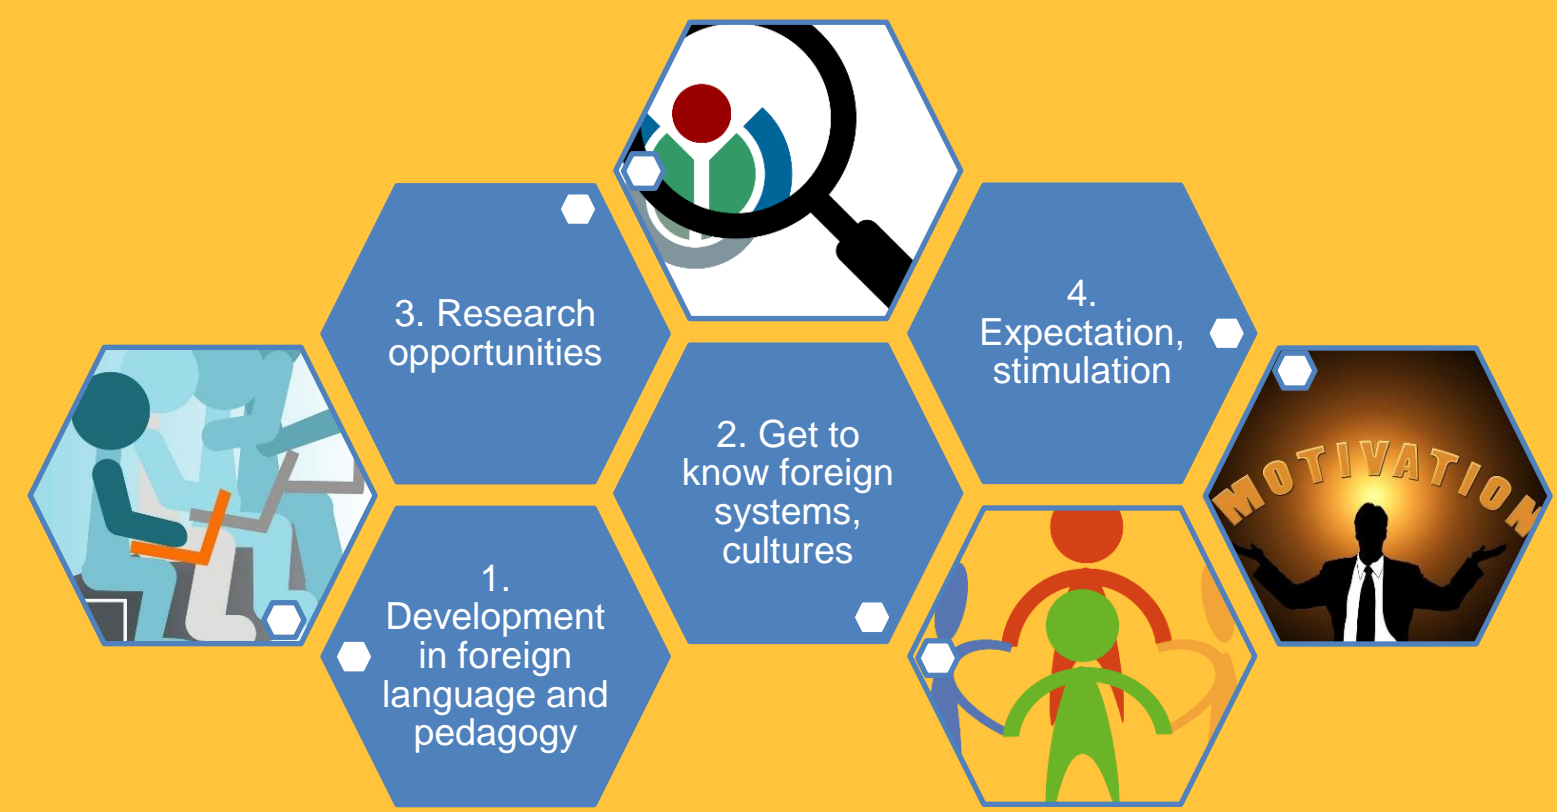 1.
Development
in foreign
language and
pedagogy
2. Get to
know foreign
systems,
cultures
3. Research
opportunities
4.
Expectation,
stimulation
MOTIVATION